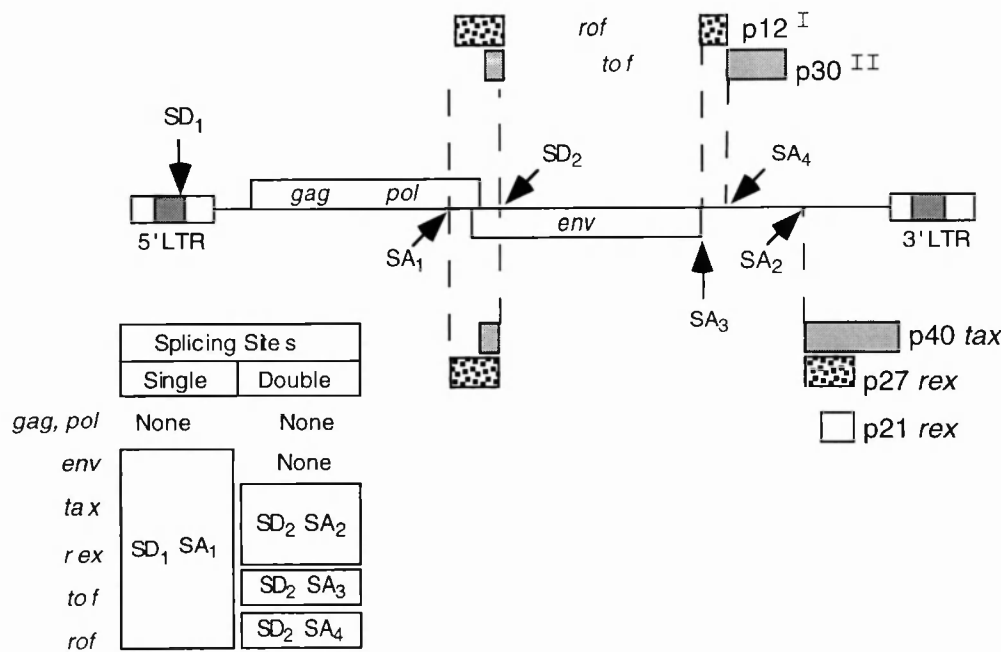 rof p12 I
tof p30 II
SD1
SD2
SA4
gag pol
env
5'LTR
SA1
SA2
3'LTR
SA3
Splicing Sites
Single Double
gag, pol None None
env None
tax
rex
tof
rof
SD1 SA1
SD2 SA2
SD2 SA3
SD2 SA4
p40 tax
p27 rex
p21 rex